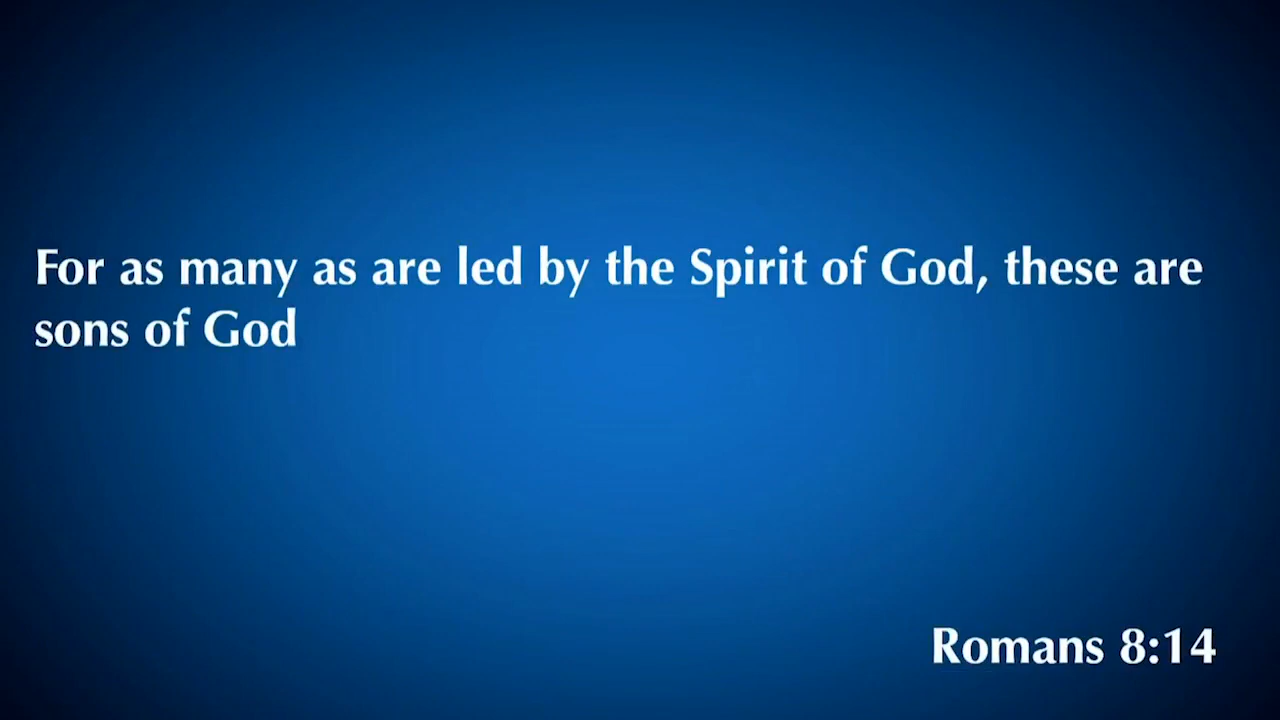 For as many as are led by the Spirit of God, these are
sons of God
Romans 8:14